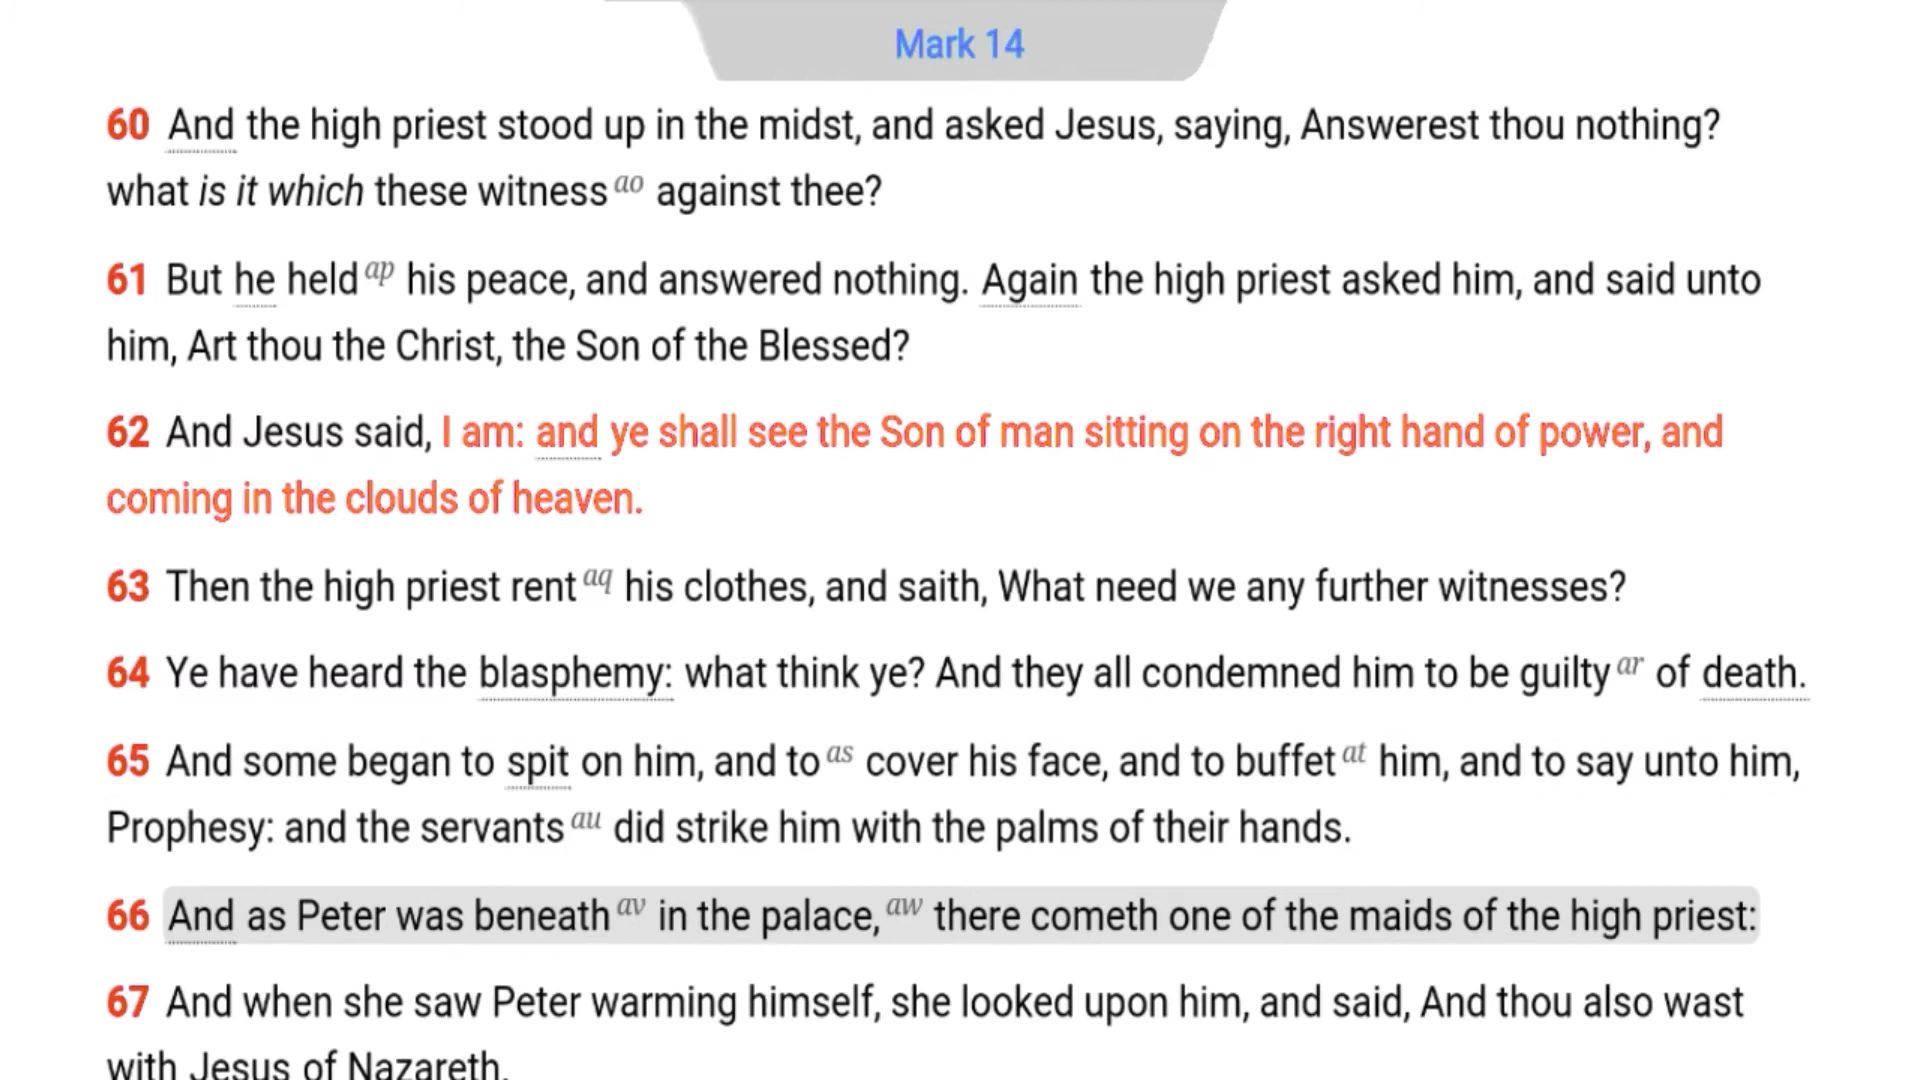 Mark 14
60 And the high priest stood up in the midst, and asked Jesus, saying, Answerest thou nothing?
what is it which these witness ao against thee?
61 But he held ap his peace, and answered nothing. Again the high priest asked him, and said unto
him, Art thou the Christ, the Son of the Blessed?
62 And Jesus said, I am: and ye shall see the Son of man sitting on the right hand of power, and
coming in the clouds of heaven.
63 Then the high priest rent aq his clothes, and saith, What need we any further witnesses?
64 Ye have heard the blasphemy: what think ye? And they all condemned him to be guilty ar of death.
65 And some began to spit on him, and to as cover his face, and to buffet at him, and to say unto him,
Prophesy: and the servants au did strike him with the palms of their hands.
66 And as Peter was beneath av in the palace, aw there cometh one of the maids of the high priest:
67 And when she saw Peter warming himself, she looked upon him, and said, And thou also wast
with Jesus of Nazareth.